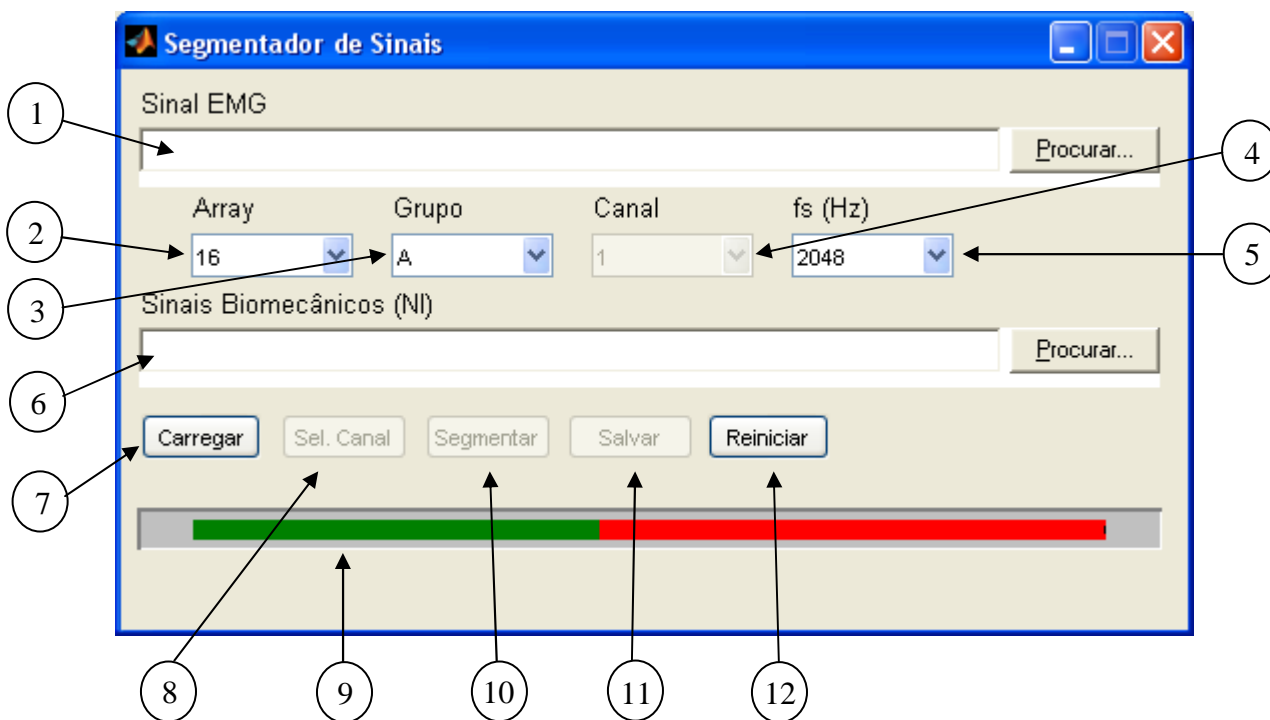 Segmentador de Sinais
Sinal EMG
1
Procurar...
4
Array Grupo Canal fs (Hz)
2
16 A 1 2048
5
3
Sinais Biomecânicos (NI)
Procurar...
6
Carregar Sel. Canal Segmentar Salvar Reiniciar
7
8 9 10 11 12